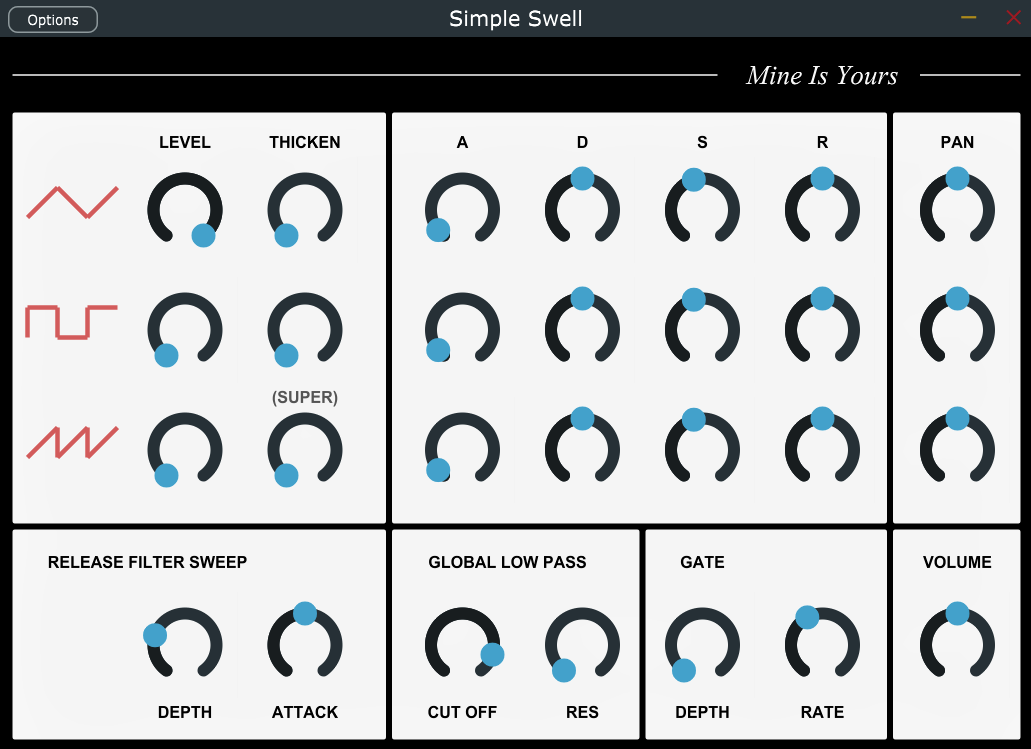 Options
Simple Swell
Mine Is Yours
LEVEL THICKEN A D S R PAN
(SUPER)
RELEASE FILTER SWEEP GLOBAL LOW PASS GATE VOLUME
DEPTH ATTACK CUT OFF RES DEPTH RATE